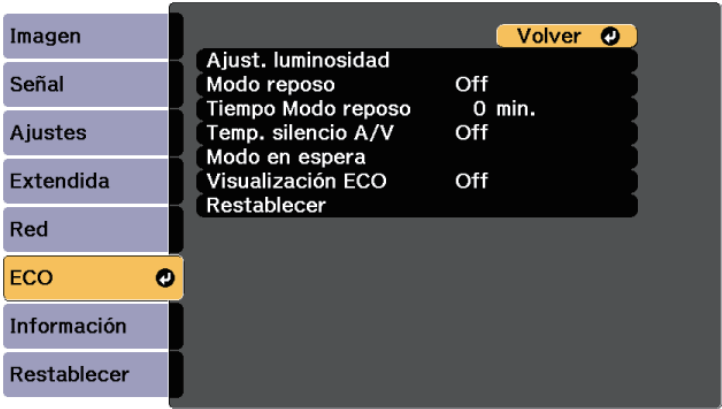 Imagen
Señal
Ajustes
Extendida
Red
ECO
Información
Restablecer
Volver
Ajust. luminosidad
Modo reposo Off
Tiempo Modo reposo 0 min.
Temp. silencio A/V Off
Modo en espera
Visualización ECO Off
Restablecer